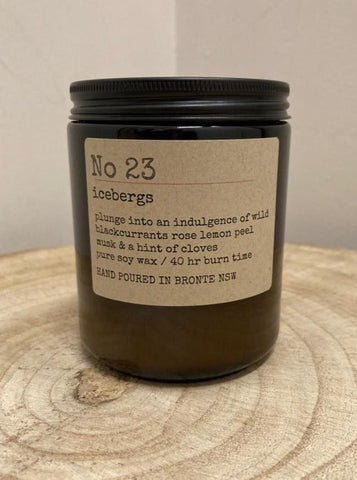 No 23
icebergs
plunge into an indulgence of wild
blackcurrants rose lemon peel
musk & a hint of cloves
pure soy wax / 40 hr burn time
HAND POURED IN BRONTE NSW